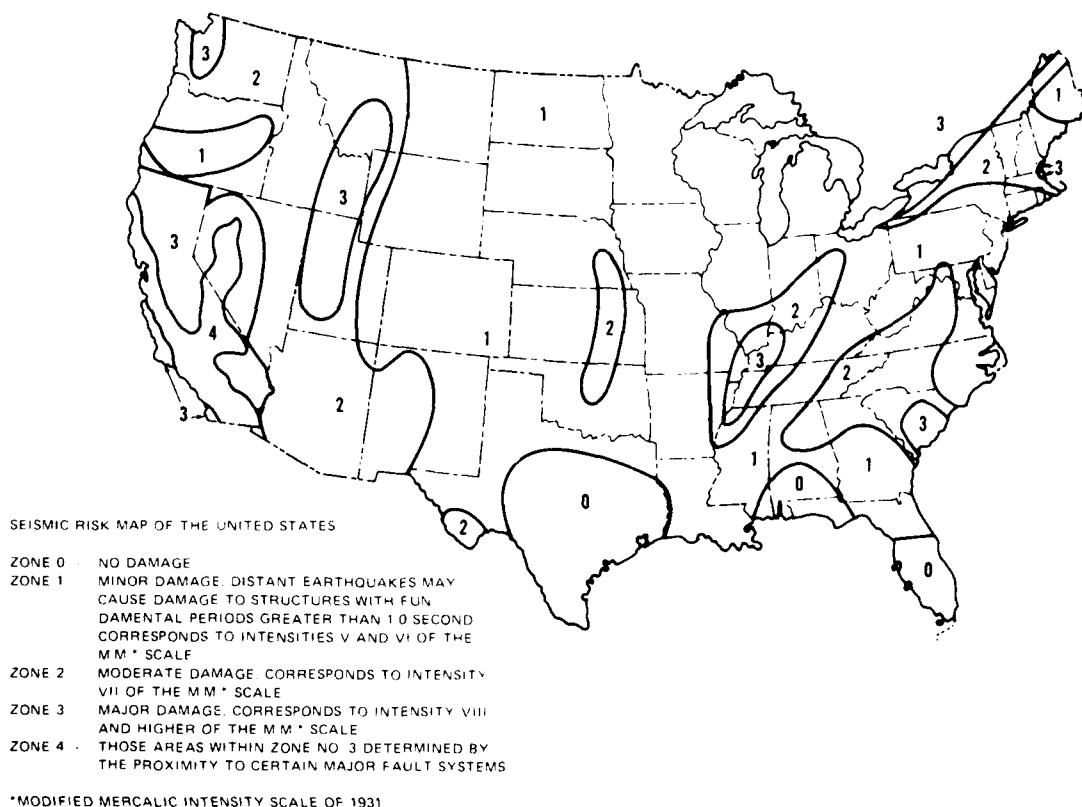 3
2
1
1
3
1
2
3
3
1
3
4
1
2
2
3
2
2
3
3
1
1
0
0
2
0
SEISMIC RISK MAP OF THE UNITED STATES
ZONE 0 - NO DAMAGE
ZONE 1 MINOR DAMAGE. DISTANT EARTHQUAKES MAY
CAUSE DAMAGE TO STRUCTURES WITH FUN
DAMENTAL PERIODS GREATER THAN 1 0 SECOND
CORRESPONDS TO INTENSITIES V AND VI OF THE
M M * SCALE
ZONE 2 MODERATE DAMAGE. CORRESPONDS TO INTENSITY
VII OF THE M M * SCALE
ZONE 3 MAJOR DAMAGE. CORRESPONDS TO INTENSITY VIII
AND HIGHER OF THE M M * SCALE
ZONE 4 - THOSE AREAS WITHIN ZONE NO 3 DETERMINED BY
THE PROXIMITY TO CERTAIN MAJOR FAULT SYSTEMS
*MODIFIED MERCALIC INTENSITY SCALE OF 1931